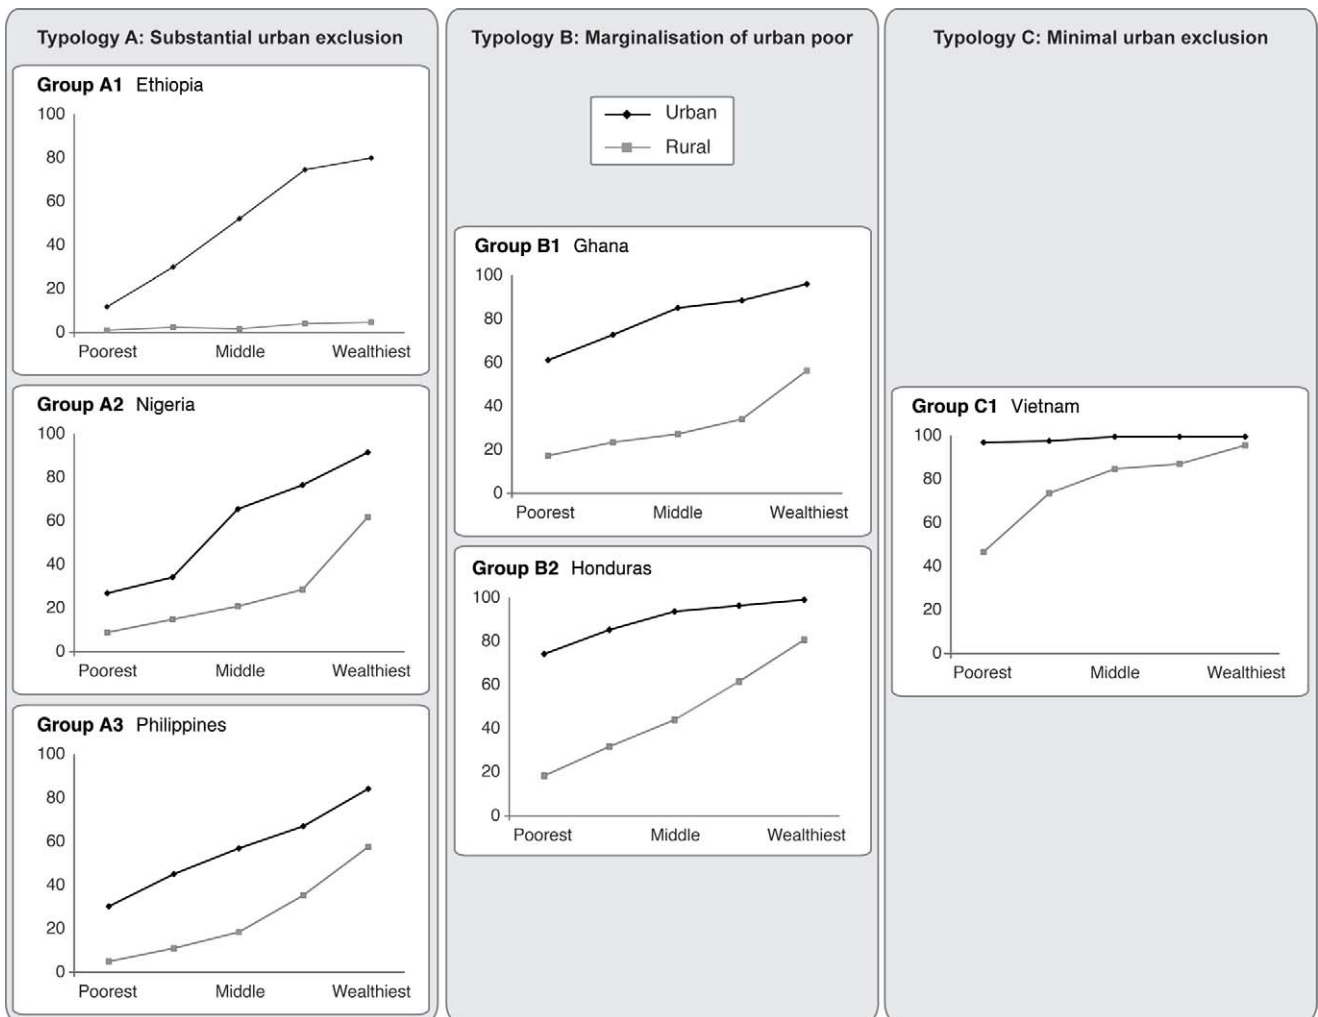 Typology A: Substantial urban exclusion
Group A1 Ethiopia
100
80
60
40
20
0
Poorest Middle Wealthiest
Group A2 Nigeria
100
80
60
40
20
0
Poorest Middle Wealthiest
Group A3 Philippines
100
80
60
40
20
0
Poorest Middle Wealthiest
Typology B: Marginalisation of urban poor
Urban
Rural
Group B1 Ghana
100
80
60
40
20
0
Poorest Middle Wealthiest
Group B2 Honduras
100
80
60
40
20
0
Poorest Middle Wealthiest
Typology C: Minimal urban exclusion
Group C1 Vietnam
100
80
60
40
20
0
Poorest Middle Wealthiest